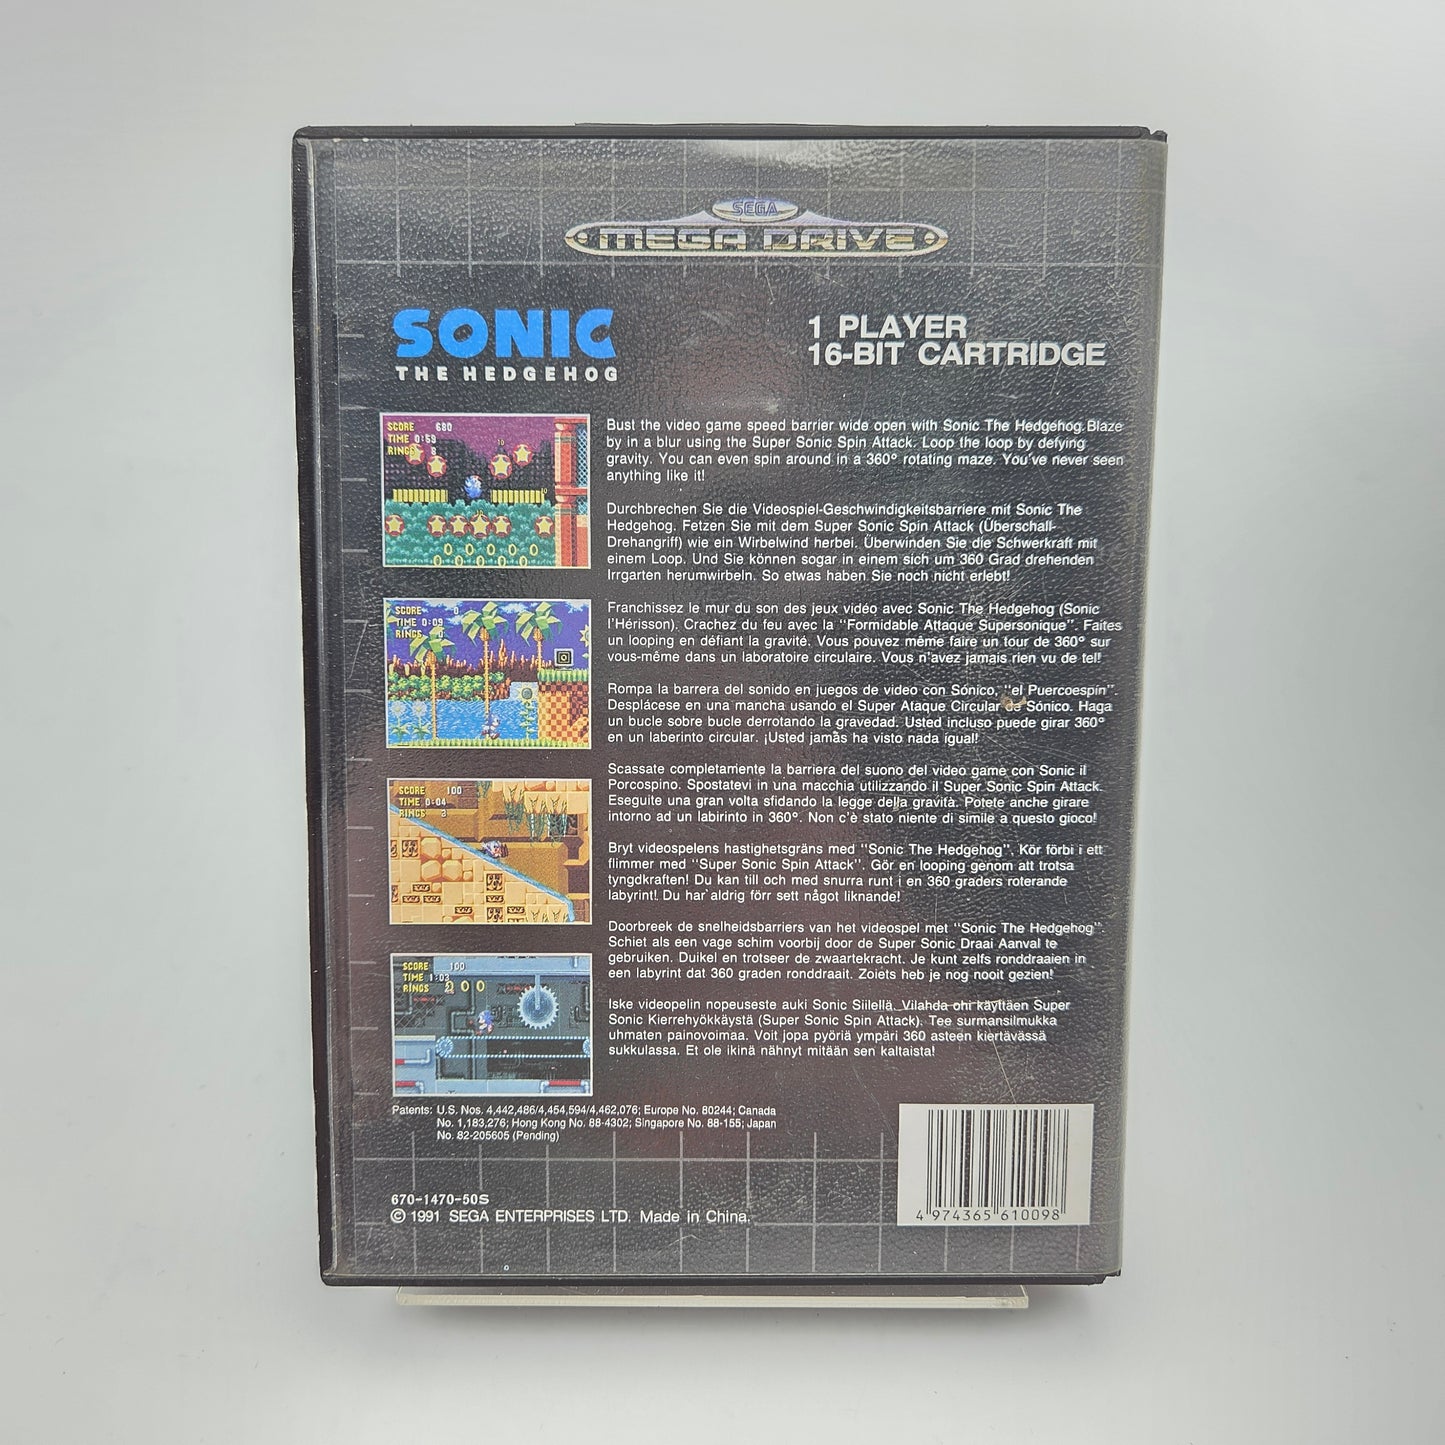 SEGA
MEGA DRIVE
SONIC
THE HEDGEHOG
1 PLAYER
16-BIT CARTRIDGE
SCORE 680
TIME 0:59
RINGS 8
10
Bust the video game speed barrier wide open with Sonic The Hedgehog. Blaze
by in a blur using the Super Sonic Spin Attack. Loop the loop by defying
gravity. You can even spin around in a 360° rotating maze. You've never seen
anything like it!
Durchbrechen Sie die Videospiel-Geschwindigkeitsbarriere mit Sonic The
Hedgehog. Fetzen Sie mit dem Super Sonic Spin Attack (Überschall-
Drehangriff) wie ein Wirbelwind herbei. Überwinden Sie die Schwerkraft mit
einem Loop. Und Sie können sogar in einem sich um 360 Grad drehenden
Irrgarten herumwirbeln. So etwas haben Sie noch nicht erlebt!
SCORE 0
TIME 0:09
RINGS 0
Franchissez le mur du son des jeux vidéo avec Sonic The Hedgehog (Sonic
l'Hérisson). Crachez du feu avec la "Formidable Attaque Supersonique". Faites
un looping en défiant la gravité. Vous pouvez même faire un tour de 360° sur
vous-même dans un laboratoire circulaire. Vous n'avez jamais rien vu de tel!
Rompa la barrera del sonido en juegos de video con Sónico, "el Puercoespín".
Desplácese en una mancha usando el Super Ataque Circular de Sónico. Haga
un bucle sobre bucle derrotando la gravedad. Usted incluso puede girar 360°
en un laberinto circular. ¡Usted jamás ha visto nada igual!
SCORE 100
TIME 0:04
RINGS 2
Scassate completamente la barriera del suono del video game con Sonic il
Porcospino. Spostatevi in una macchia utilizzando il Super Sonic Spin Attack.
Eseguite una gran volta sfidando la legge della gravità. Potete anche girare
intorno ad un labirinto in 360°. Non c'è stato niente di simile a questo gioco!
Bryt videospelens hastighetsgräns med "Sonic The Hedgehog". Kör förbi i ett
flimmer med "Super Sonic Spin Attack". Gör en looping genom att trotsa
tyngdkraften! Du kan till och med snurra runt i en 360 graders roterande
labyrint! Du har aldrig förr sett något liknande!
Doorbreek de snelheidsbarriers van het videospel met "Sonic The Hedgehog".
Schiet als een vage schim voorbij door de Super Sonic Draai Aanval te
gebruiken. Duikel en trotseer de zwaartekracht. Je kunt zelfs ronddraaien in
een labyrint dat 360 graden ronddraait. Zoiets heb je nog nooit gezien!
SCORE 100
TIME 1:03
RINGS
Iske videopelin nopeuseste auki Sonic Siilellä. Vilahda ohi käyttäen Super
Sonic Kierrehyökkäystä (Super Sonic Spin Attack). Tee surmansilmukka
uhmaten painovoimaa. Voit jopa pyöriä ympäri 360 asteen kiertävässä
sukkulassa. Et ole ikinä nähnyt mitään sen kaltaista!
Patents: U.S. Nos. 4,442,486/4,454,594/4,462,076; Europe No. 80244; Canada
No. 1,183,276; Hong Kong No. 88-4302; Singapore No. 88-155; Japan
No. 82-205605 (Pending)
670-1470-50S
© 1991 SEGA ENTERPRISES LTD. Made in China.
4 974365 610098